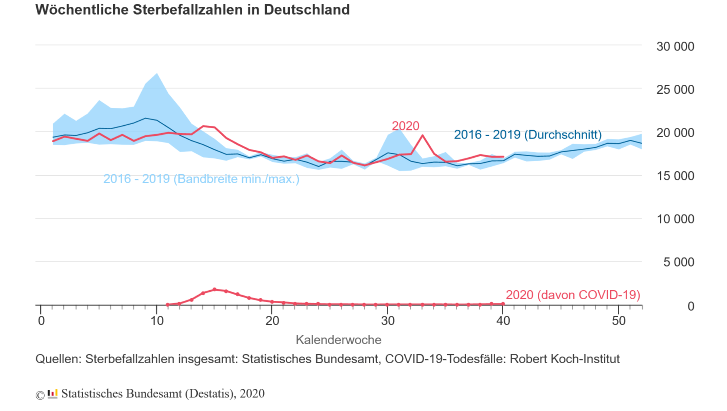 Wöchentliche Sterbefallzahlen in Deutschland
30 000
25 000
2020
20 000
2016 - 2019 (Durchschnitt)
2016 - 2019 (Bandbreite min./max.)
15 000
10 000
5 000
2020 (davon COVID-19)
0
0 10 20 30 40 50
Kalenderwoche
Quellen: Sterbefallzahlen insgesamt: Statistisches Bundesamt, COVID-19-Todesfälle: Robert Koch-Institut
© Statistisches Bundesamt (Destatis), 2020